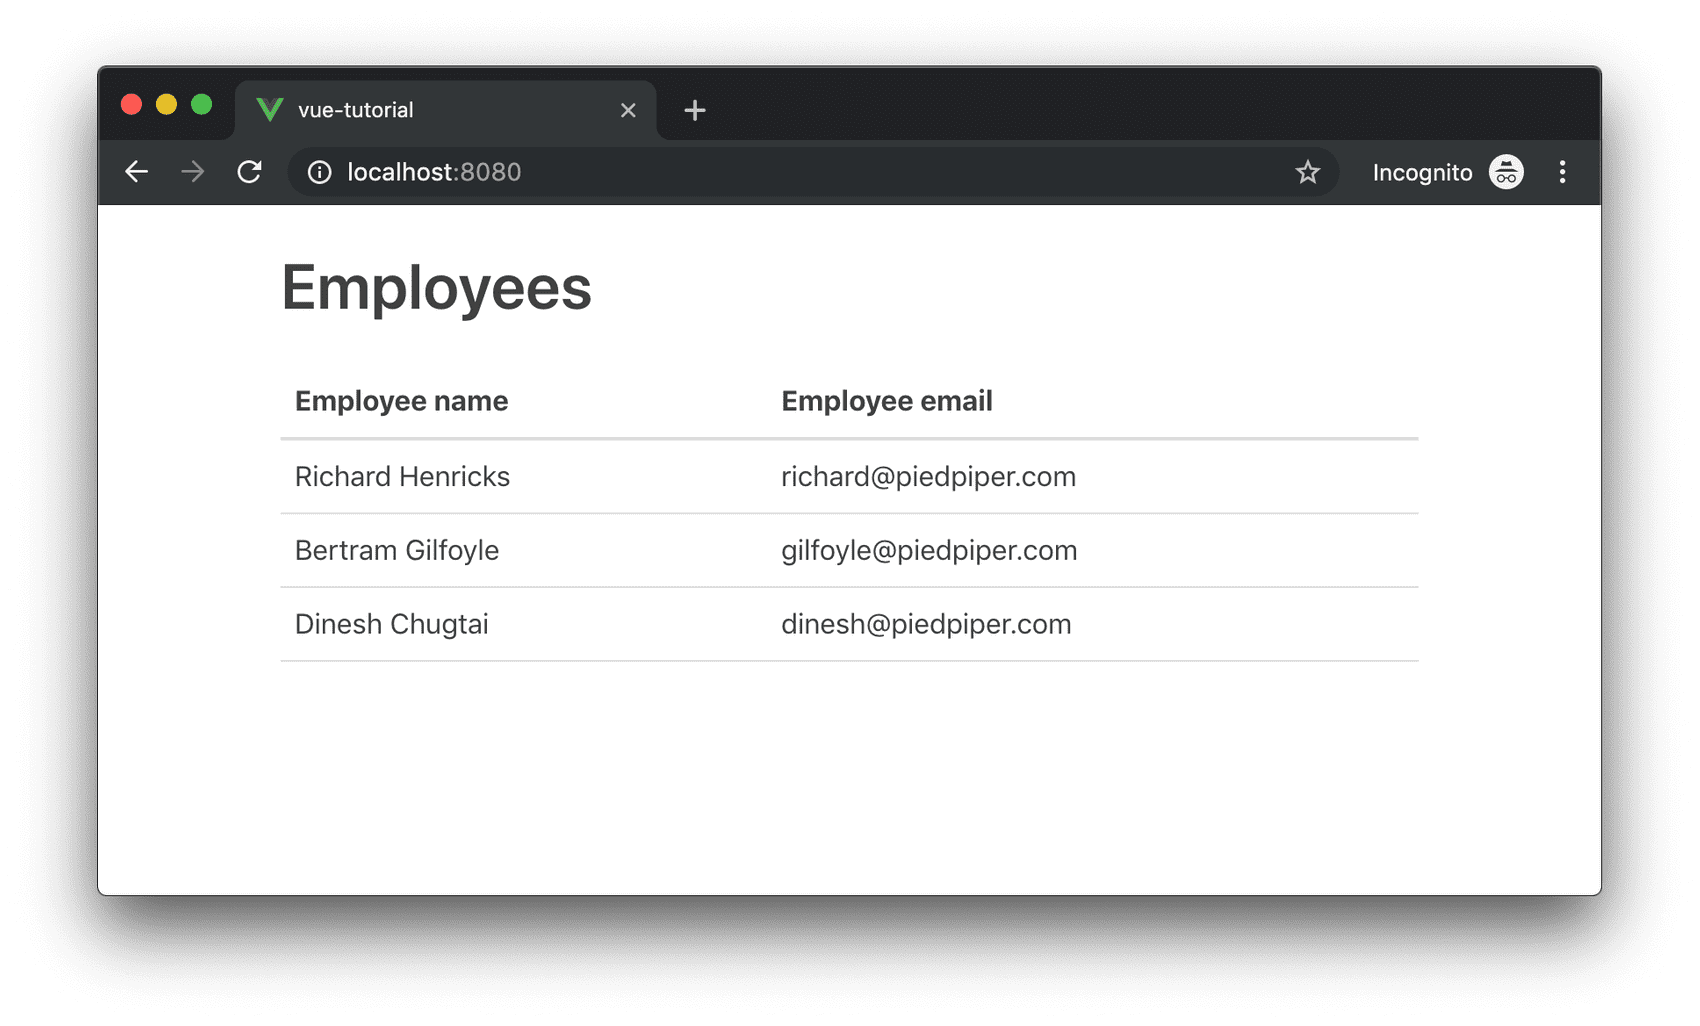 vue-tutorial
localhost:8080
Incognito
Employees
Employee name Employee email
Richard Henricks richard@piedpiper.com
Bertram Gilfoyle gilfoyle@piedpiper.com
Dinesh Chugtai dinesh@piedpiper.com